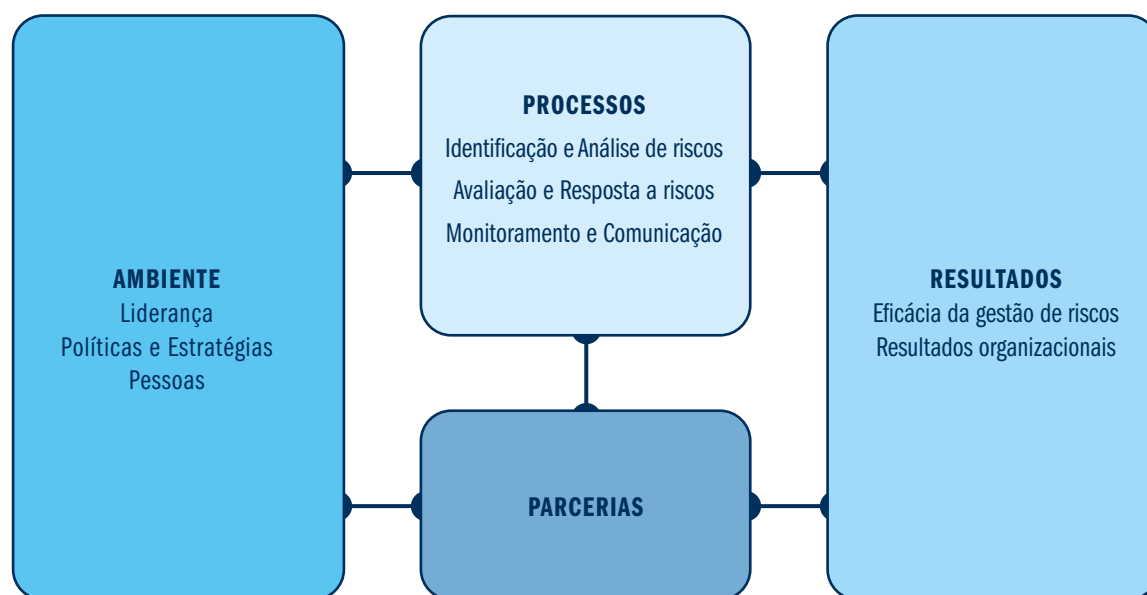 AMBIENTE
Liderança
Políticas e Estratégias
Pessoas
PROCESSOS
Identificação e Análise de riscos
Avaliação e Resposta a riscos
Monitoramento e Comunicação
PARCERIAS
RESULTADOS
Eficácia da gestão de riscos
Resultados organizacionais